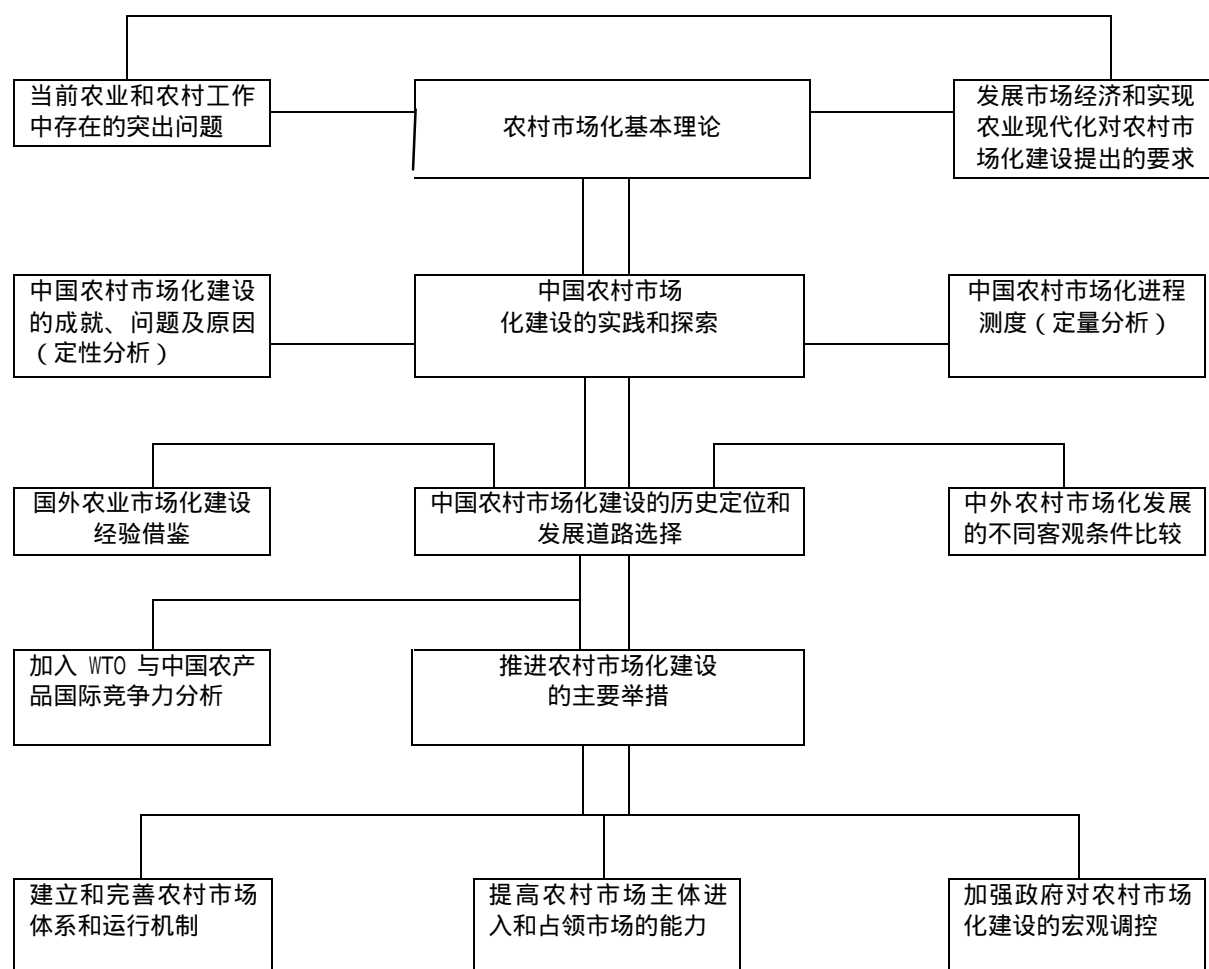 当前农业和农村工作
中存在的突出问题
农村市场化基本理论
发展市场经济和实现
农业现代化对农村市
场化建设提出的要求
中国农村市场化建设
的成就、问题及原因
（定性分析）
中国农村市场
化建设的实践和探索
中国农村市场化进程
测度（定量分析）
国外农业市场化建设
经验借鉴
中国农村市场化建设的历史定位和
发展道路选择
中外农村市场化发展
的不同客观条件比较
加入 WTO 与中国农产
品国际竞争力分析
推进农村市场化建设
的主要举措
建立和完善农村市场
体系和运行机制
提高农村市场主体进
入和占领市场的能力
加强政府对农村市场
化建设的宏观调控